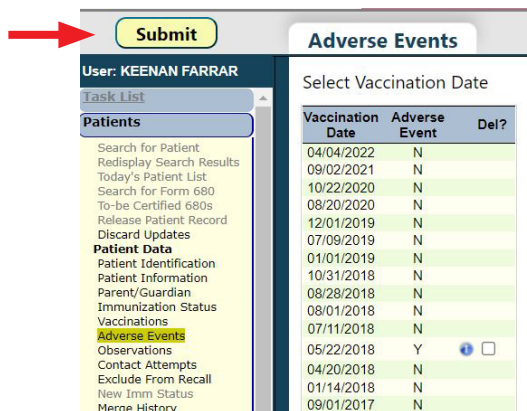 Submit
Adverse Events
User: KEENAN FARRAR
Task List
Patients
Search for Patient
Redisplay Search Results
Today's Patient List
Search for Form 680
To-be Certified 680s
Release Patient Record
Discard Updates
Patient Data
Patient Identification
Patient Information
Parent/Guardian
Immunization Status
Vaccinations
Adverse Events
Observations
Contact Attempts
Exclude From Recall
New Imm Status
Merge History
Select Vaccination Date
Vaccination Date Adverse Event Del?
04/04/2022 N
09/02/2021 N
10/22/2020 N
08/20/2020 N
12/01/2019 N
07/09/2019 N
01/01/2019 N
10/31/2018 N
08/28/2018 N
08/01/2018 N
07/11/2018 N
05/22/2018 Y
04/20/2018 N
01/14/2018 N
09/01/2017 N